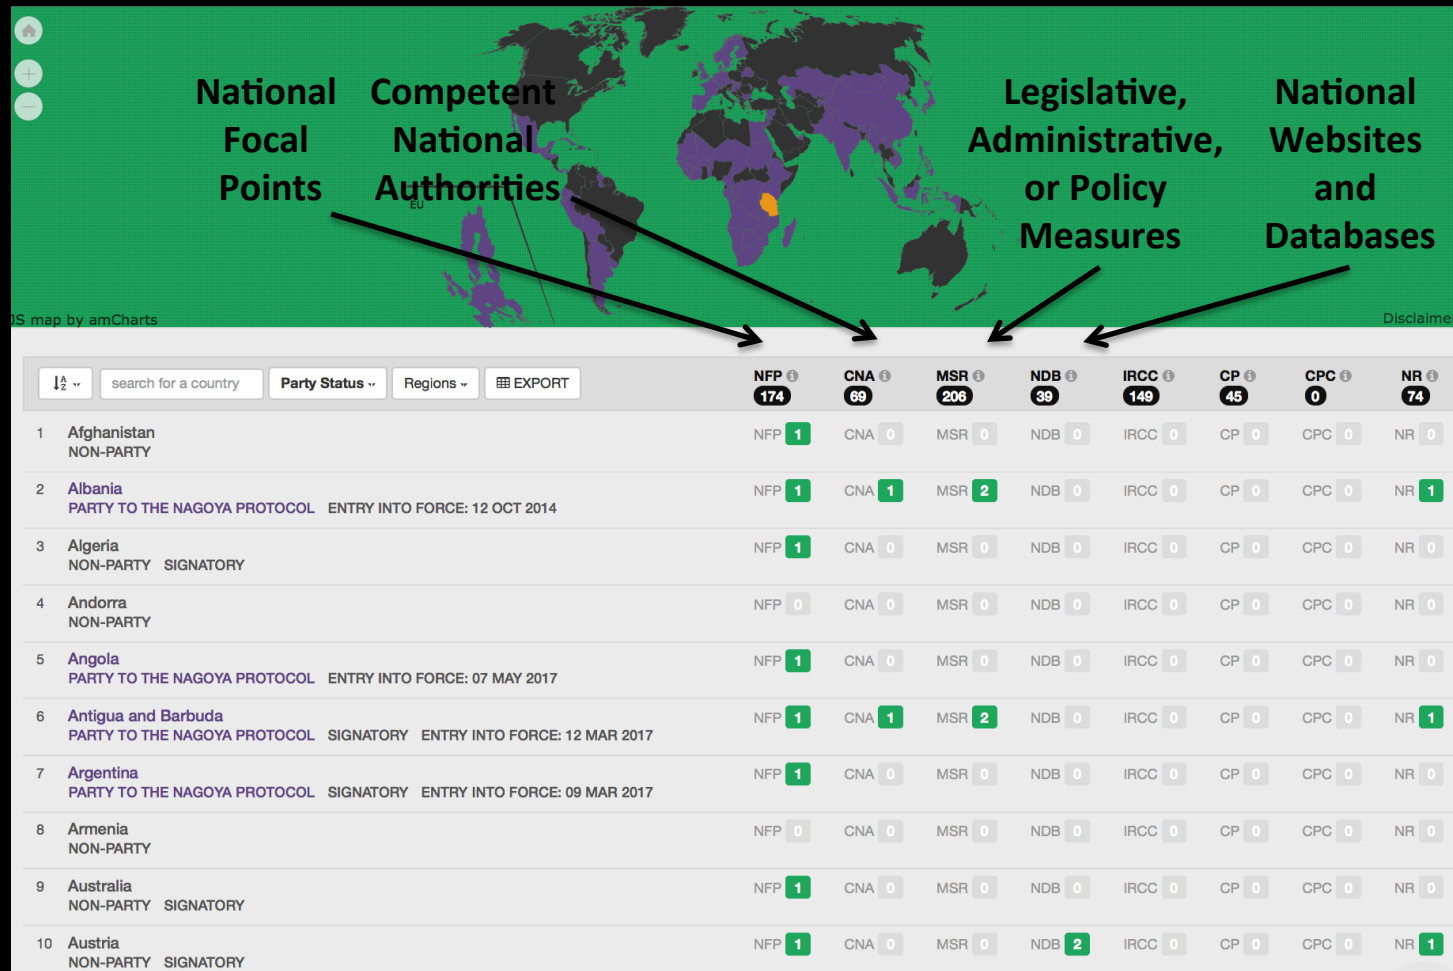 National
Focal
Points
Competent
National
Authorities
Legislative,
Administrative,
or Policy
Measures
National
Websites
and
Databases
EU
JS map by amCharts
Disclaimer
search for a country Party Status Regions EXPORT NFP CNA MSR NDB IRCC CP CPC NR
174 69 206 39 149 45 0 74
1 Afghanistan NFP 1 CNA 0 MSR 0 NDB 0 IRCC 0 CP 0 CPC 0 NR 0
NON-PARTY
2 Albania NFP 1 CNA 1 MSR 2 NDB 0 IRCC 0 CP 0 CPC 0 NR 1
PARTY TO THE NAGOYA PROTOCOL ENTRY INTO FORCE: 12 OCT 2014
3 Algeria NFP 1 CNA 0 MSR 0 NDB 0 IRCC 0 CP 0 CPC 0 NR 0
NON-PARTY SIGNATORY
4 Andorra NFP 0 CNA 0 MSR 0 NDB 0 IRCC 0 CP 0 CPC 0 NR 0
NON-PARTY
5 Angola NFP 1 CNA 0 MSR 0 NDB 0 IRCC 0 CP 0 CPC 0 NR 0
PARTY TO THE NAGOYA PROTOCOL ENTRY INTO FORCE: 07 MAY 2017
6 Antigua and Barbuda NFP 1 CNA 1 MSR 2 NDB 0 IRCC 0 CP 0 CPC 0 NR 1
PARTY TO THE NAGOYA PROTOCOL SIGNATORY ENTRY INTO FORCE: 12 MAR 2017
7 Argentina NFP 1 CNA 0 MSR 0 NDB 0 IRCC 0 CP 0 CPC 0 NR 0
PARTY TO THE NAGOYA PROTOCOL SIGNATORY ENTRY INTO FORCE: 09 MAR 2017
8 Armenia NFP 0 CNA 0 MSR 0 NDB 0 IRCC 0 CP 0 CPC 0 NR 0
NON-PARTY
9 Australia NFP 1 CNA 0 MSR 0 NDB 0 IRCC 0 CP 0 CPC 0 NR 0
NON-PARTY SIGNATORY
10 Austria NFP 1 CNA 0 MSR 0 NDB 2 IRCC 0 CP 0 CPC 0 NR 1
NON-PARTY SIGNATORY